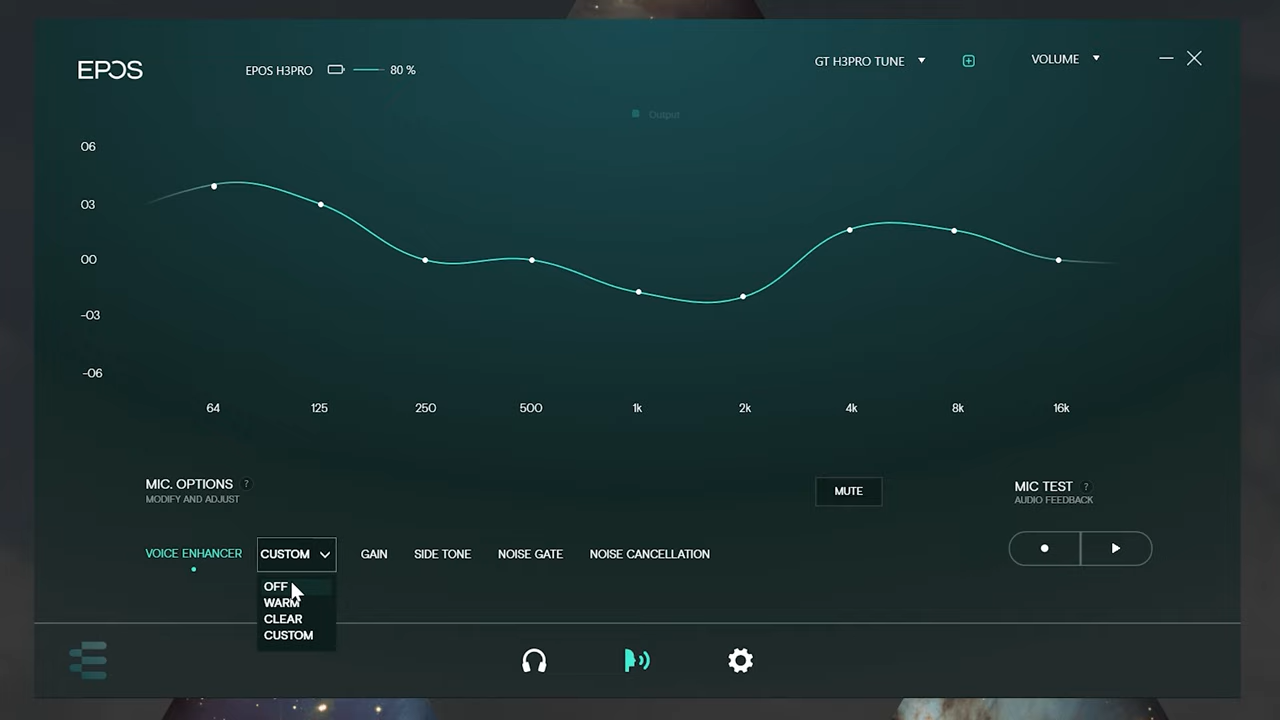 EPOS
EPOS H3PRO 80 %
GT H3PRO TUNE
VOLUME
Output
06
03
00
-03
-06
64 125 250 500 1k 2k 4k 8k 16k
MIC. OPTIONS ?
MODIFY AND ADJUST
MUTE
MIC TEST ?
AUDIO FEEDBACK
VOICE ENHANCER CUSTOM GAIN SIDE TONE NOISE GATE NOISE CANCELLATION
OFF
WARM
CLEAR
CUSTOM